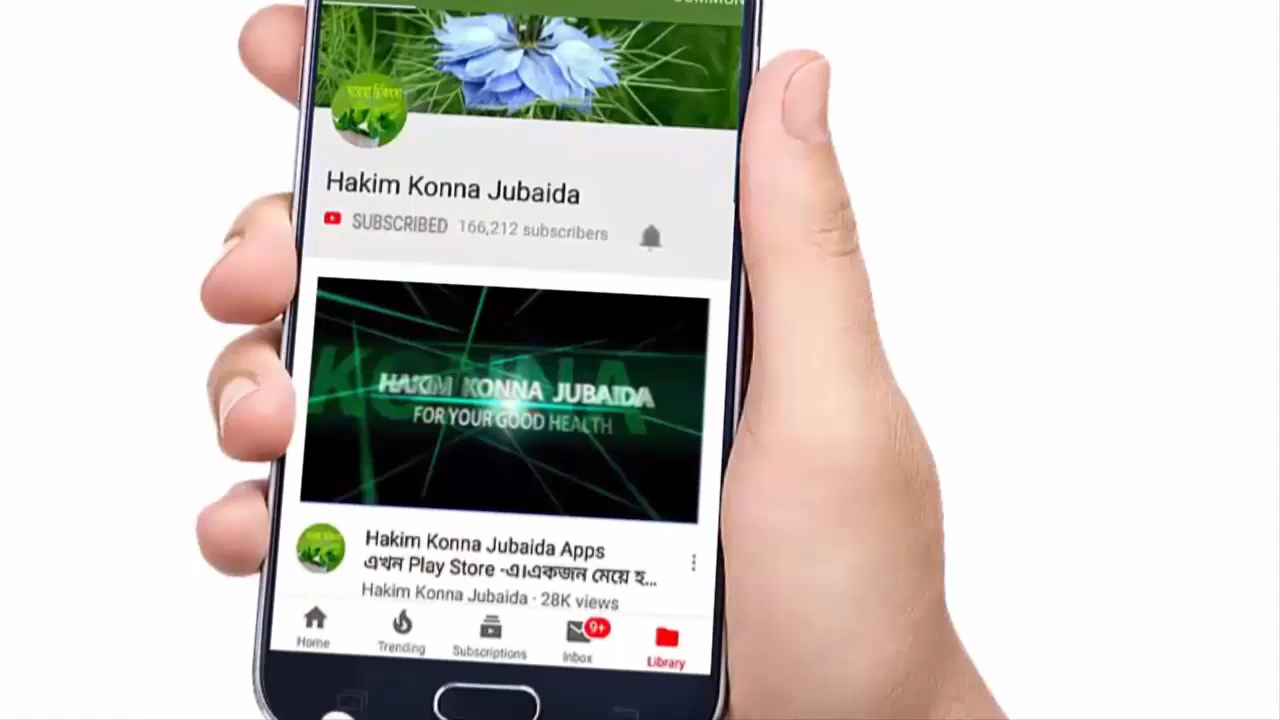 Hakim Konna Jubaida
SUBSCRIBED 166,212 subscribers
KONNA
HAKIM KONNA JUBAIDA
FOR YOUR GOOD HEALTH
Hakim Konna Jubaida Apps
এখন Play Store -এ।একজন মেয়ে হ...
Hakim Konna Jubaida · 28K views
9+
Home Trending Subscriptions Inbox Library